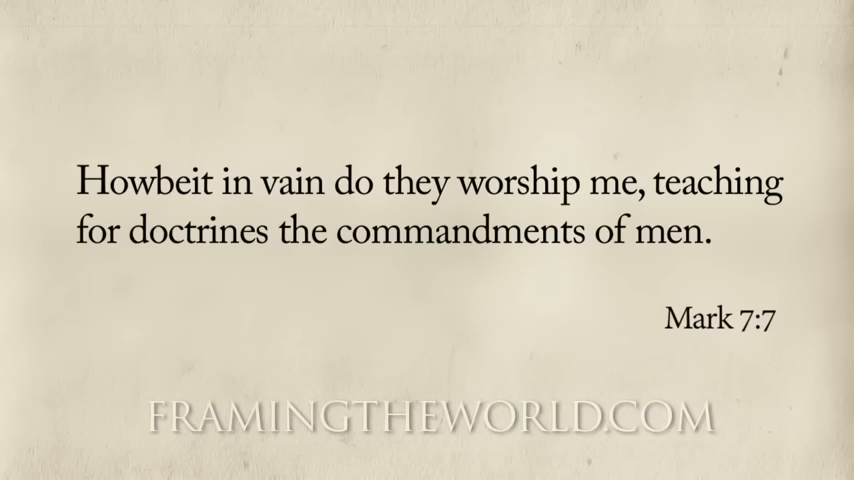 Howbeit in vain do they worship me, teaching
for doctrines the commandments of men.
Mark 7:7
FRAMINGTHEWORLD.COM